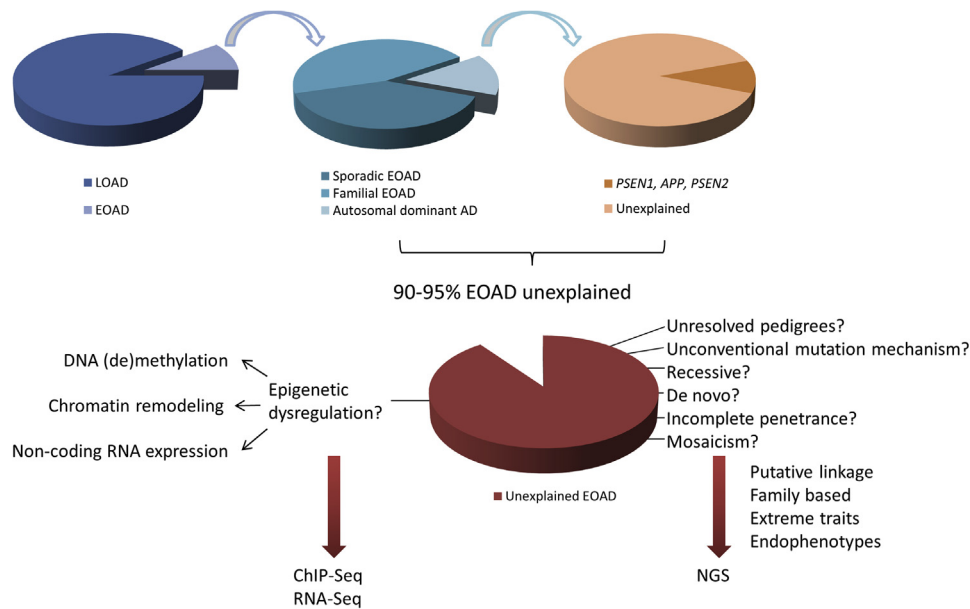 LOAD
EOAD
Sporadic EOAD
Familial EOAD
Autosomal dominant AD
PSEN1, APP, PSEN2
Unexplained
90-95% EOAD unexplained
DNA (de)methylation
Chromatin remodeling
Non-coding RNA expression
Epigenetic
dysregulation?
Unresolved pedigrees?
Unconventional mutation mechanism?
Recessive?
De novo?
Incomplete penetrance?
Mosaicism?
Unexplained EOAD
Putative linkage
Family based
Extreme traits
Endophenotypes
ChIP-Seq
RNA-Seq
NGS